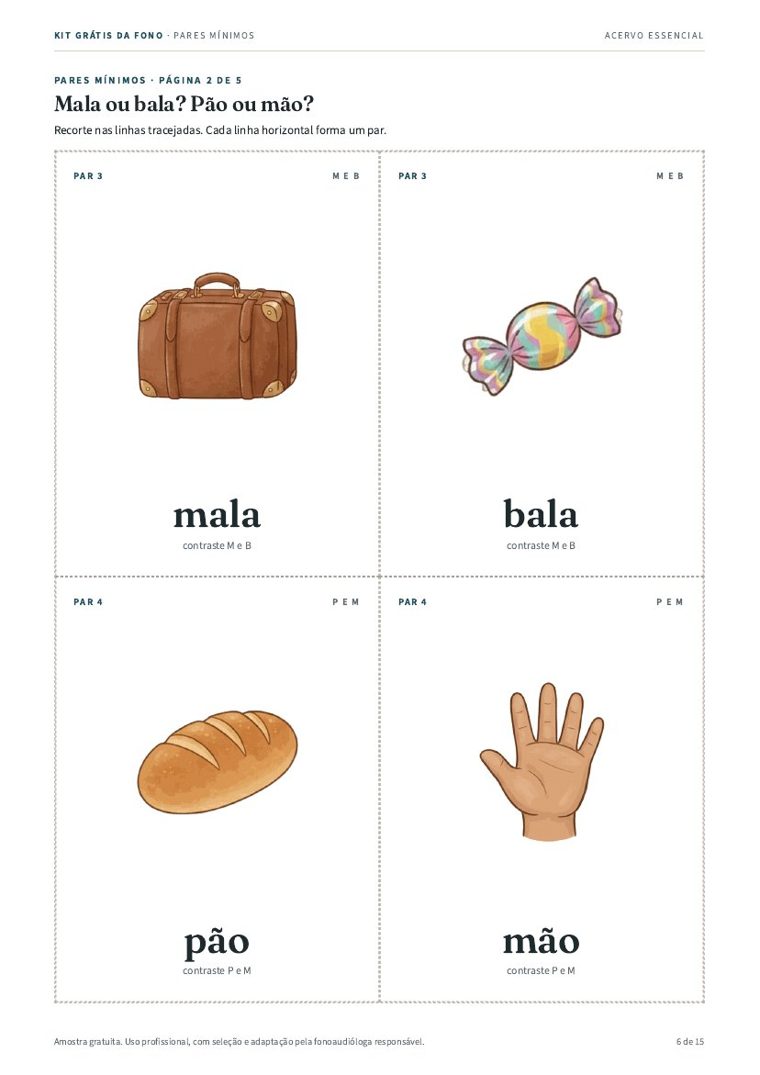 KIT GRÁTIS DA FONO · PARES MÍNIMOS
ACERVO ESSENCIAL
PARES MÍNIMOS · PÁGINA 2 DE 5
Mala ou bala? Pão ou mão?
Recorte nas linhas tracejadas. Cada linha horizontal forma um par.
PAR 3
M E B
PAR 3
M E B
mala
contraste M e B
bala
contraste M e B
PAR 4
P E M
PAR 4
P E M
pão
contraste P e M
mão
contraste P e M
Amostra gratuita. Uso profissional, com seleção e adaptação pela fonoaudióloga responsável.
6 de 15